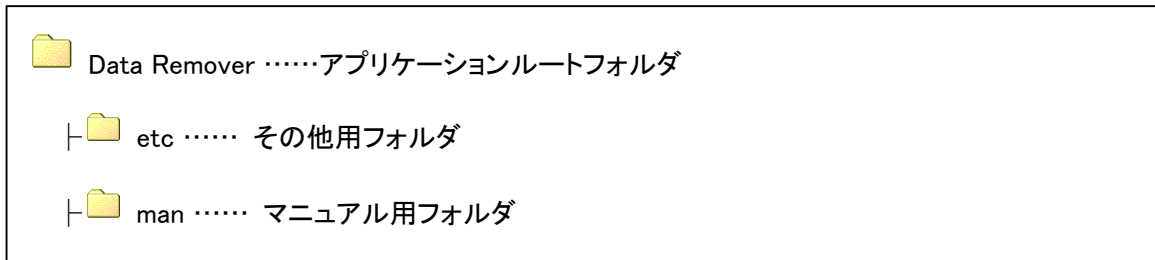 Data Remover ……アプリケーションルートフォルダ
├ etc …… その他用フォルダ
├ man …… マニュアル用フォルダ